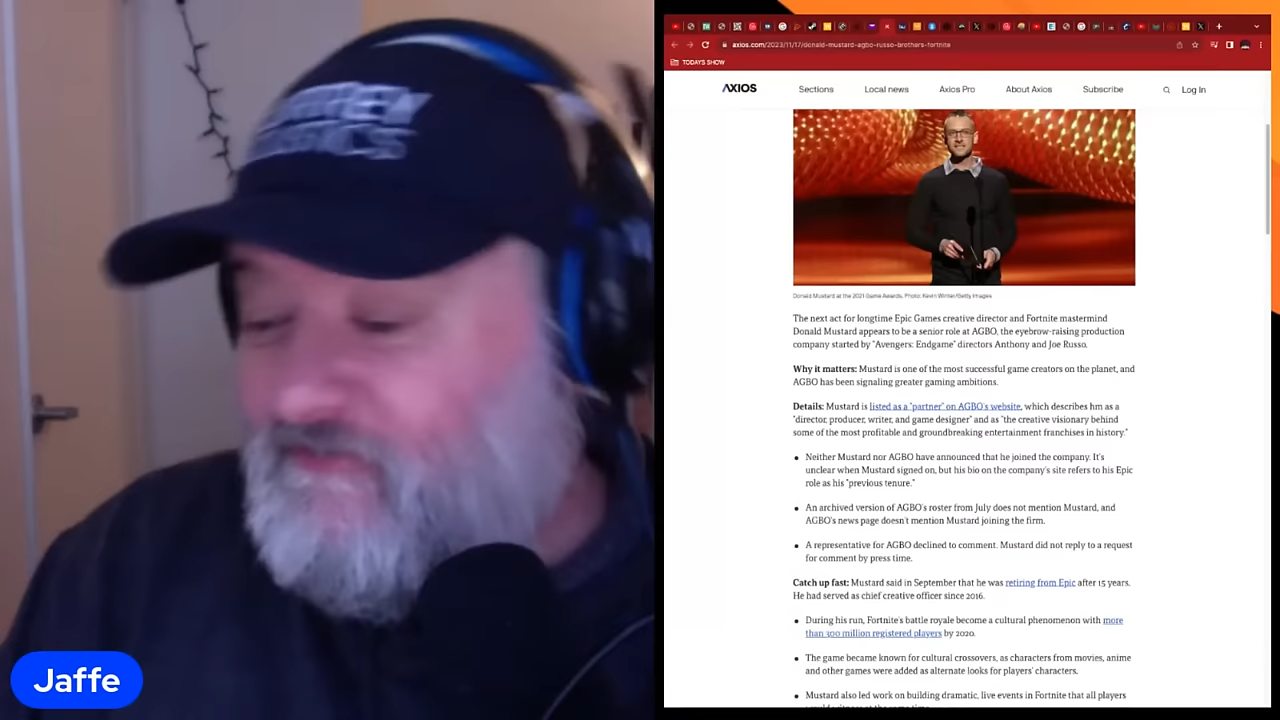 axios.com/2023/11/17/donald-mustard-agbo-russo-brothers-fortnite
TODAYS SHOW
AXIOS
Sections
Local news
Axios Pro
About Axios
Subscribe
Log In
Donald Mustard at the 2021 Game Awards. Photo: Kevin Winter/Getty Images
The next act for longtime Epic Games creative director and Fortnite mastermind
Donald Mustard appears to be a senior role at AGBO, the eyebrow-raising production
company started by "Avengers: Endgame" directors Anthony and Joe Russo.
Why it matters: Mustard is one of the most successful game creators on the planet, and
AGBO has been signaling greater gaming ambitions.
Details: Mustard is listed as a "partner" on AGBO's website, which describes hm as a
"director, producer, writer, and game designer" and as "the creative visionary behind
some of the most profitable and groundbreaking entertainment franchises in history."
Neither Mustard nor AGBO have announced that he joined the company. It's
unclear when Mustard signed on, but his bio on the company's site refers to his Epic
role as his "previous tenure."
An archived version of AGBO's roster from July does not mention Mustard, and
AGBO's news page doesn't mention Mustard joining the firm.
A representative for AGBO declined to comment. Mustard did not reply to a request
for comment by press time.
Catch up fast: Mustard said in September that he was retiring from Epic after 15 years.
He had served as chief creative officer since 2016.
During his run, Fortnite's battle royale become a cultural phenomenon with more
than 300 million registered players by 2020.
The game became known for cultural crossovers, as characters from movies, anime
and other games were added as alternate looks for players' characters.
Mustard also led work on building dramatic, live events in Fortnite that all players
Jaffe